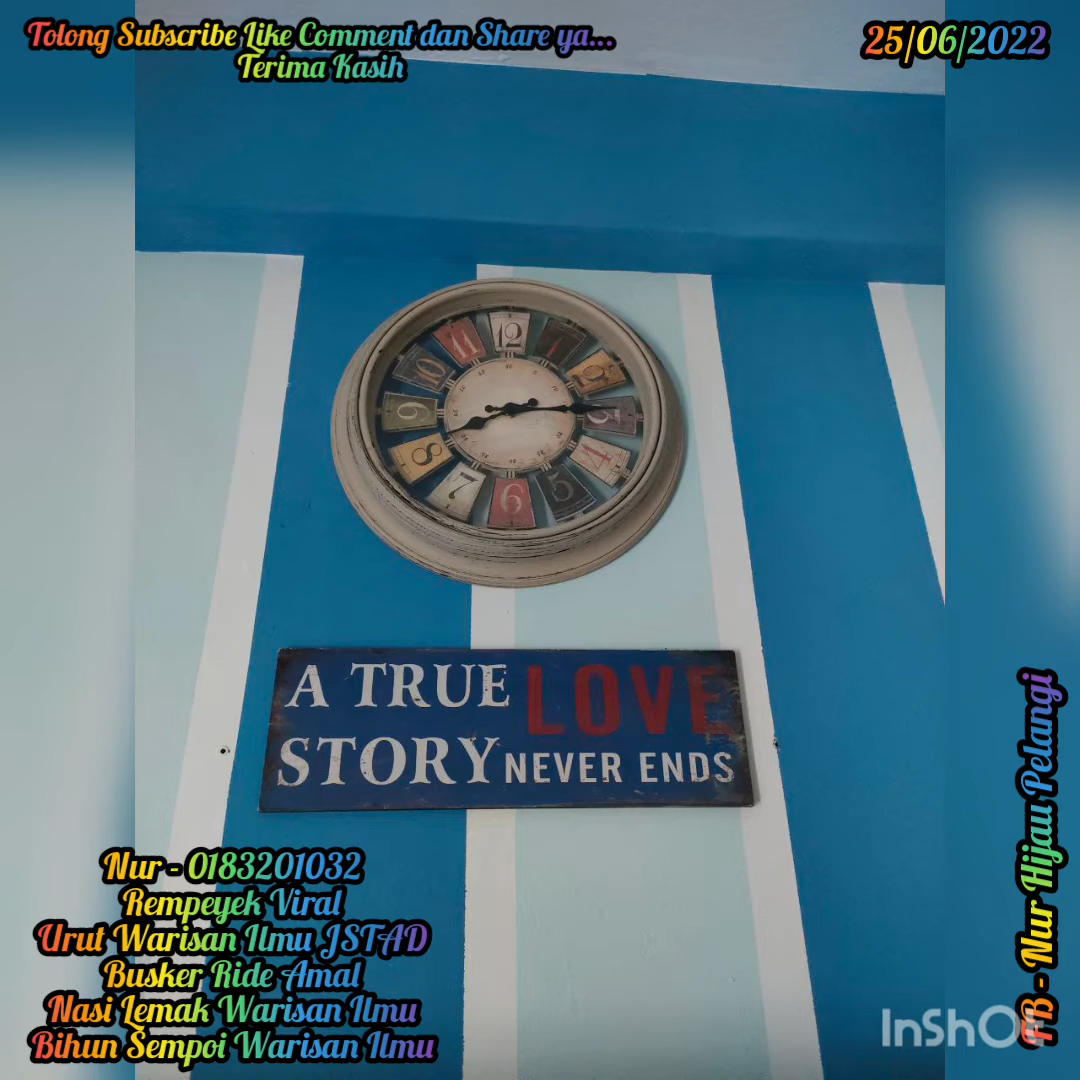 Tolong Subscribe Like Comment dan Share ya...
Terima Kasih
25/06/2022
12
1
2
3
4
5
6
7
8
9
10
11
A TRUE LOVE
STORY NEVER ENDS
Nur - 0183201032
Rempeyek Viral
Urut Warisan Ilmu JSTAD
Busker Ride Amal
Nasi Lemak Warisan Ilmu
Bihun Sempoi Warisan Ilmu
FB - Nur Hijau Pelangi
InShOt